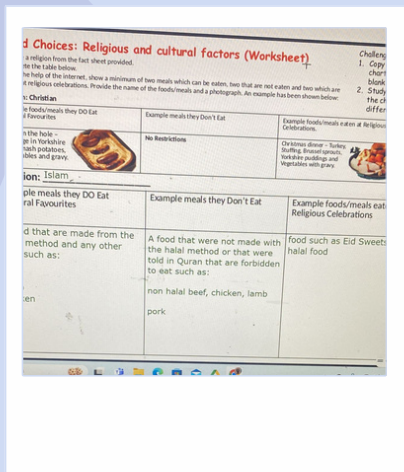 d Choices: Religious and cultural factors (Worksheet)
a religion from the fact sheet provided.
te the table below.
he help of the internet, show a minimum of two meals which can be eaten, two that are not eaten and two which are
t religious celebrations. Provide the name of the foods/meals and a photograph. An example has been shown below:
Challeng
1. Copy
chart
blank
2. Study
the ch
differ
: Christian
le foods/meals they DO Eat
l Favourites
Example meals they Don't Eat
Example foods/meals eaten at Religious
Celebrations.
n the hole -
ge in Yorkshire
mash potatoes,
bles and gravy.
No Restrictions
Christmas dinner - Turkey
Stuffing, Brussel sprouts,
Yorkshire puddings and
Vegetables with gravy.
ion: Islam
ple meals they DO Eat
ral Favourites
Example meals they Don't Eat
Example foods/meals eat
Religious Celebrations
d that are made from the
method and any other
such as:
en
A food that were not made with
the halal method or that were
told in Quran that are forbidden
to eat such as:
non halal beef, chicken, lamb
pork
food such as Eid Sweets
halal food